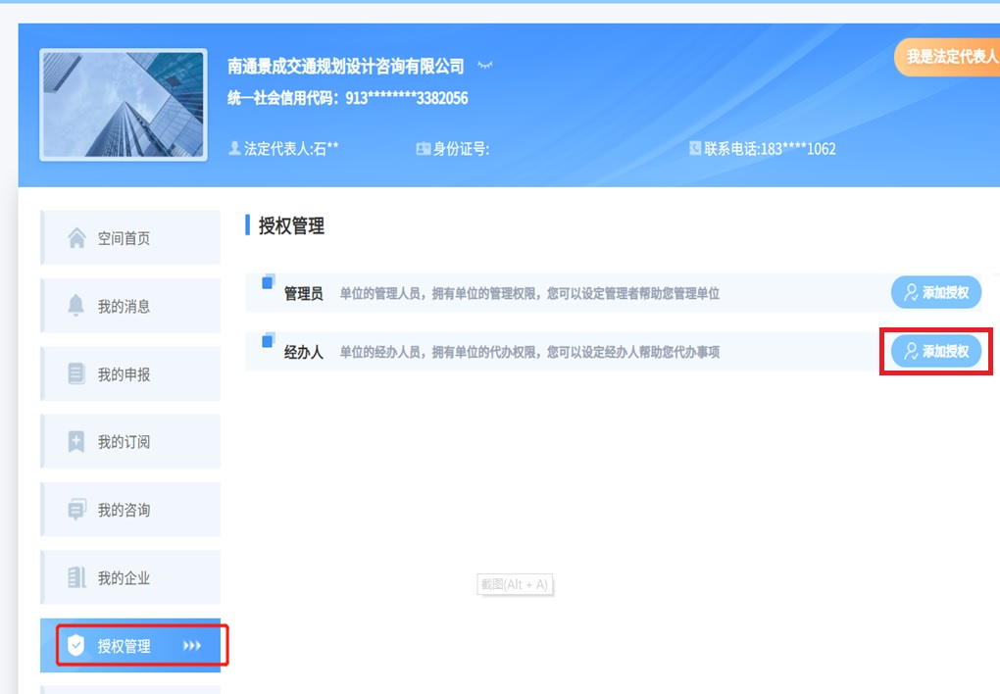 南通景成交通规划设计咨询有限公司
我是法定代表人
统一社会信用代码：913********3382056
法定代表人:石**
身份证号:
联系电话:183****1062
空间首页
我的消息
我的申报
我的订阅
我的咨询
我的企业
授权管理
授权管理
管理员 单位的管理人员，拥有单位的管理权限，您可以设定管理者帮助您管理单位 添加授权
经办人 单位的经办人员，拥有单位的代办权限，您可以设定经办人帮助您代办事项 添加授权
截图(Alt + A)